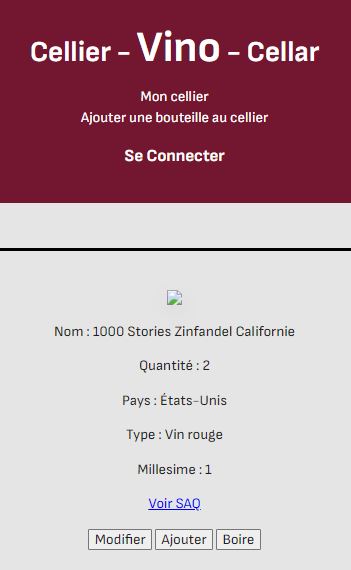 Cellier - Vino - Cellar
Mon cellier
Ajouter une bouteille au cellier
Se Connecter
Nom : 1000 Stories Zinfandel Californie
Quantité : 2
Pays : États-Unis
Type : Vin rouge
Millesime : 1
Voir SAQ
Modifier Ajouter Boire